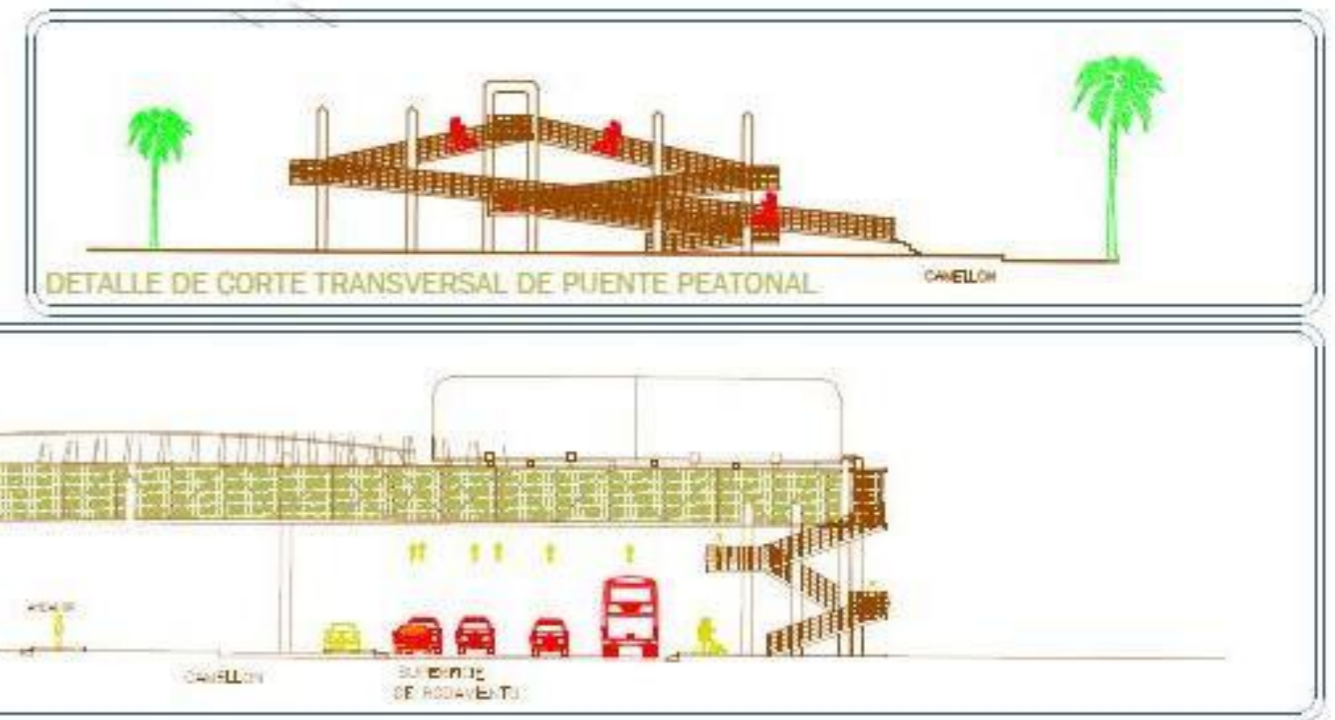 DETALLE DE CORTE TRANSVERSAL DE PUENTE PEATONAL
CAMELLON
CAMELLON
SUPERFICIE
DE RODAMIENTO